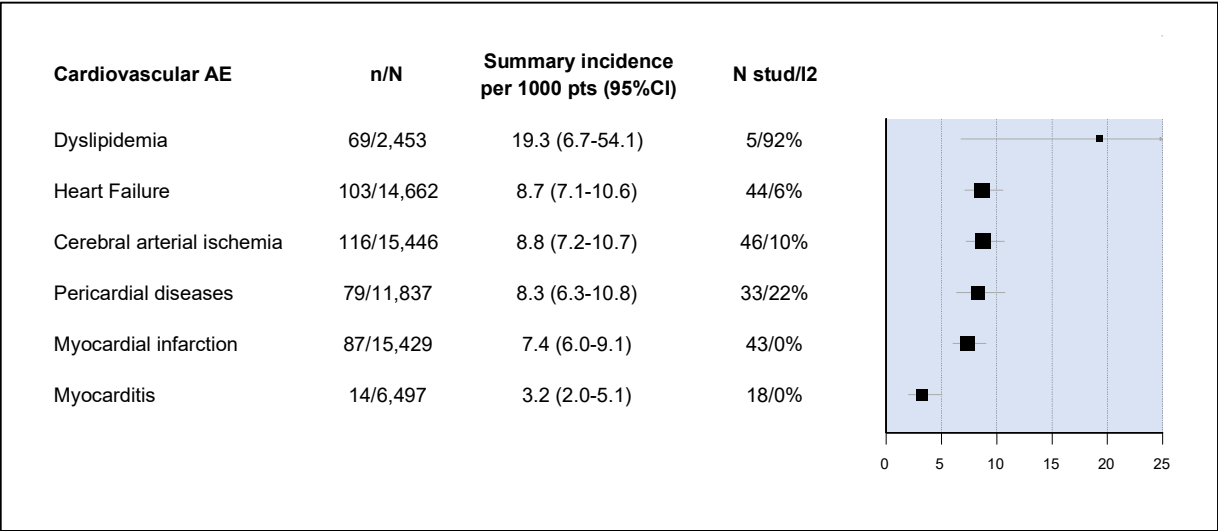 Cardiovascular AE n/N Summary incidence per 1000 pts (95%CI) N stud/I2
Dyslipidemia 69/2,453 19.3 (6.7-54.1) 5/92%
Heart Failure 103/14,662 8.7 (7.1-10.6) 44/6%
Cerebral arterial ischemia 116/15,446 8.8 (7.2-10.7) 46/10%
Pericardial diseases 79/11,837 8.3 (6.3-10.8) 33/22%
Myocardial infarction 87/15,429 7.4 (6.0-9.1) 43/0%
Myocarditis 14/6,497 3.2 (2.0-5.1) 18/0%
0 5 10 15 20 25